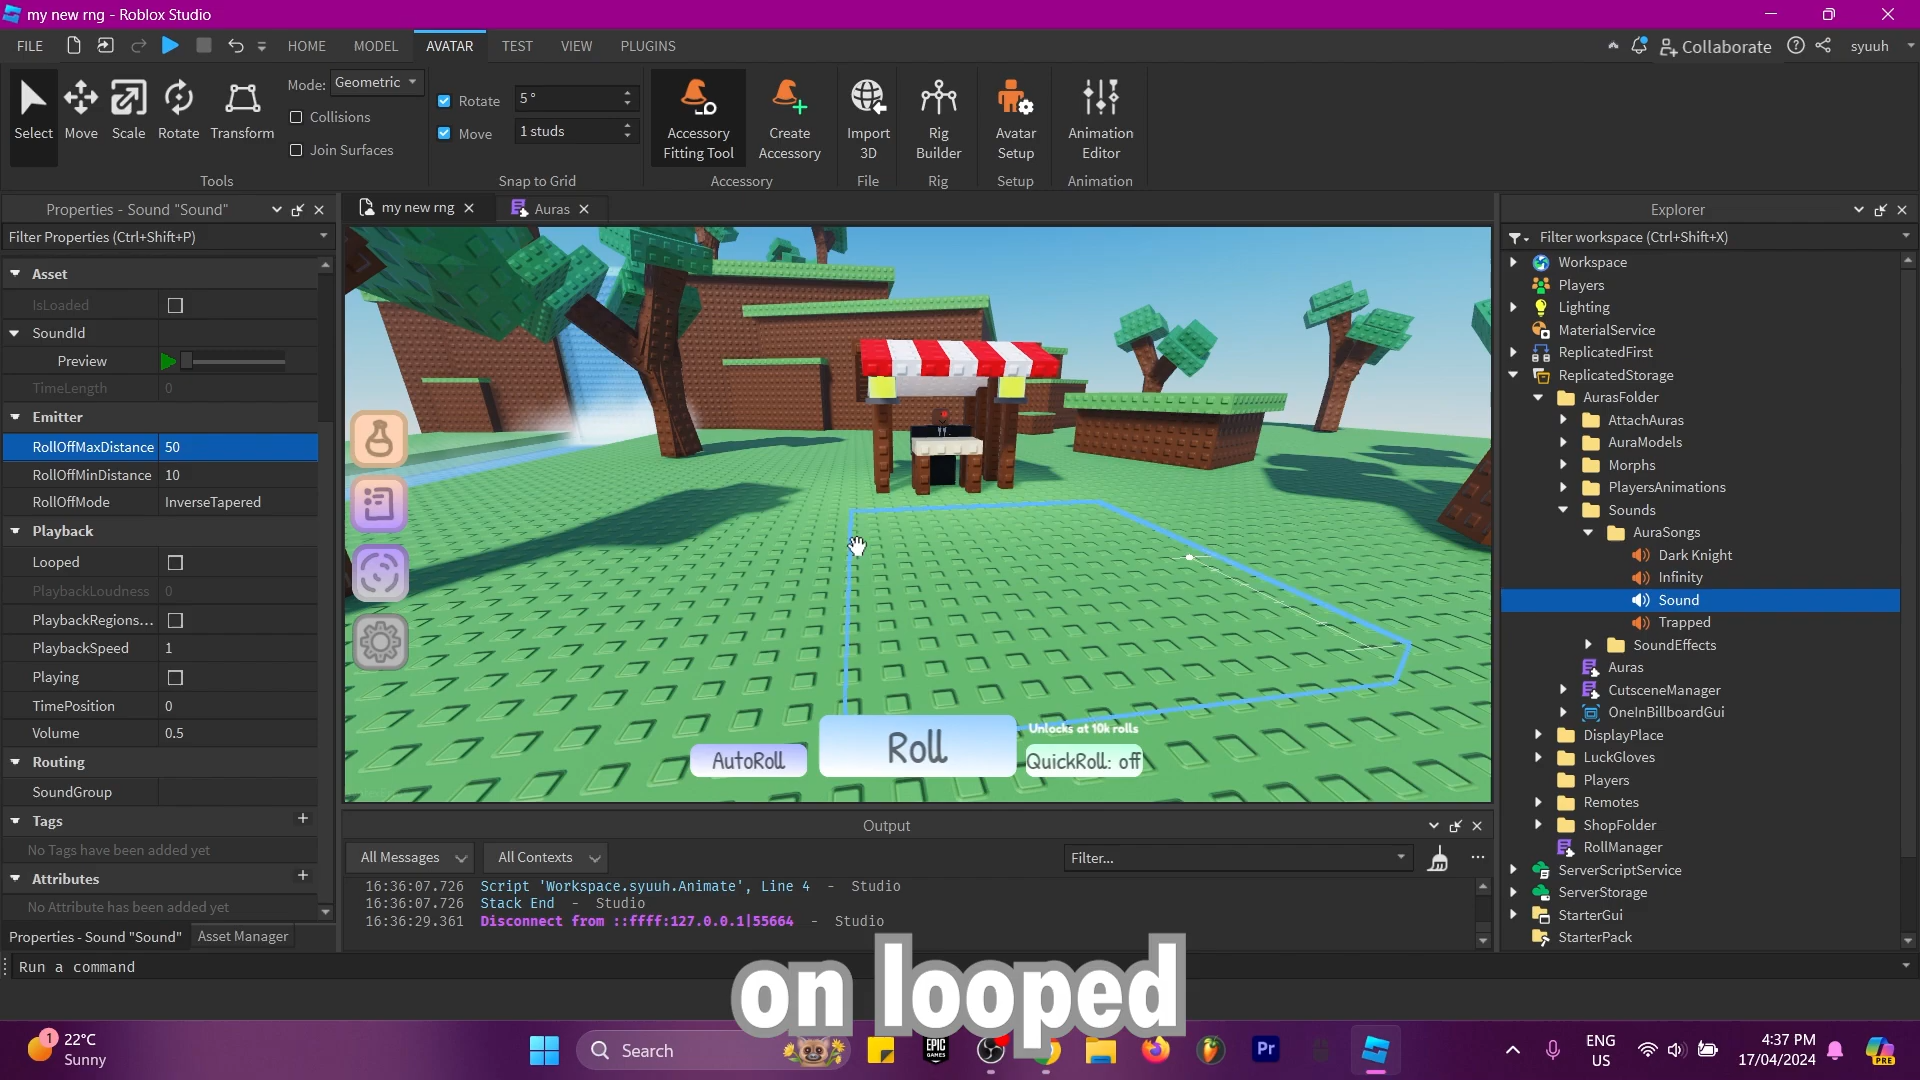 my new rng - Roblox Studio
FILE HOME MODEL AVATAR TEST VIEW PLUGINS Collaborate syuuh
Select Move Scale Rotate Transform
Mode: Geometric
Collisions
Join Surfaces
Tools
Rotate 5 °
Move 1 studs
Snap to Grid
Accessory Fitting Tool
Create Accessory
Accessory
Import 3D
File
Rig Builder
Rig
Avatar Setup
Setup
Animation Editor
Animation
Properties - Sound "Sound"
Filter Properties (Ctrl+Shift+P)
Asset
IsLoaded
SoundId
Preview
TimeLength 0
Emitter
RollOffMaxDistance 50
RollOffMinDistance 10
RollOffMode InverseTapered
Playback
Looped
PlaybackLoudness 0
PlaybackRegions...
PlaybackSpeed 1
Playing
TimePosition 0
Volume 0.5
Routing
SoundGroup
Tags
No Tags have been added yet
Attributes
No Attribute has been added yet
Properties - Sound "Sound" Asset Manager
Run a command
my new rng Auras
Unlocks at 10k rolls
AutoRoll Roll QuickRoll: off
Output
All Messages All Contexts Filter...
16:36:07.726 Script 'Workspace.syuuh.Animate', Line 4 - Studio
16:36:07.726 Stack End - Studio
16:36:29.361 Disconnect from ::ffff:127.0.0.1|55664 - Studio
Explorer
Filter workspace (Ctrl+Shift+X)
Workspace
Players
Lighting
MaterialService
ReplicatedFirst
ReplicatedStorage
AurasFolder
AttachAuras
AuraModels
Morphs
PlayersAnimations
Sounds
AuraSongs
Dark Knight
Infinity
Sound
Trapped
SoundEffects
Auras
CutsceneManager
OneInBillboardGui
DisplayPlace
LuckGloves
Players
Remotes
ShopFolder
RollManager
ServerScriptService
ServerStorage
StarterGui
StarterPack
on looped
1
22°C
Sunny
Search
EPIC GAMES
Pr
ENG
US
4:37 PM
17/04/2024
PRE